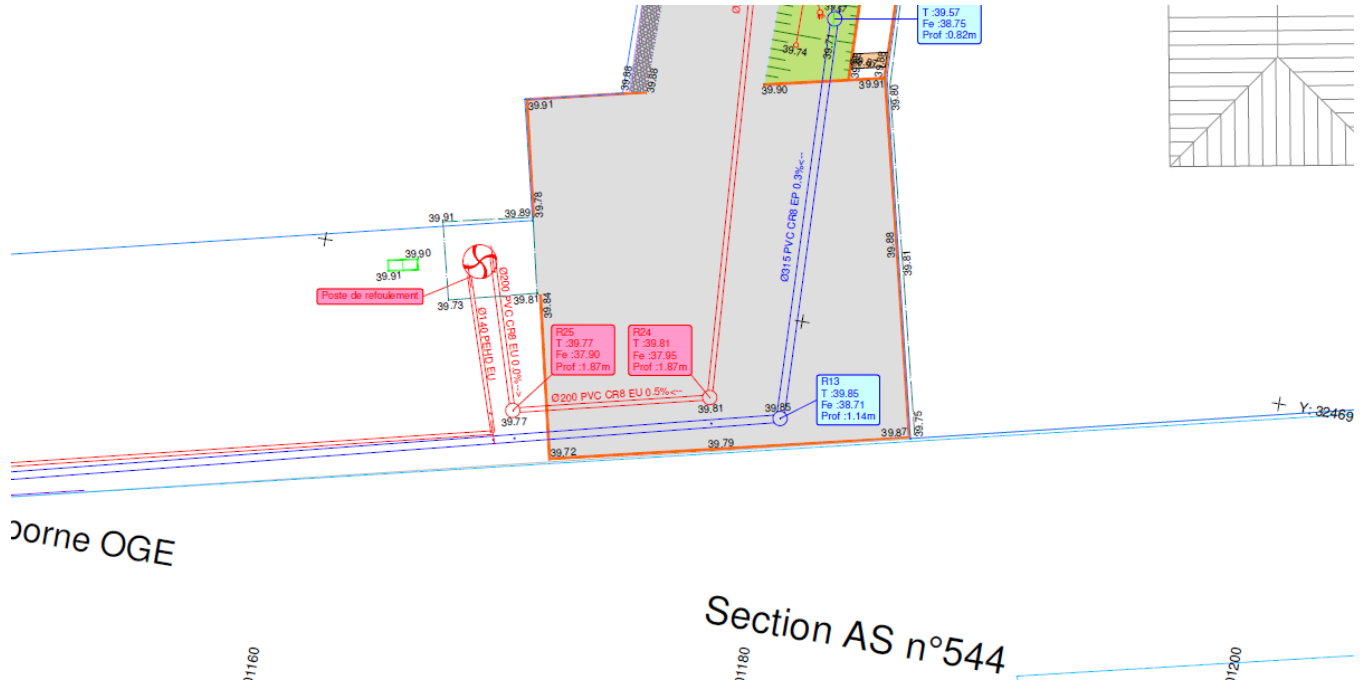 T :39.57
Fe :38.75
Prof :0.82m
39.71
39.74
39.88
39.88
39.90
39.91
39.80
39.91
39.78
39.89
39.91
39.90
39.91
39.73
39.81
39.84
Poste de refoulement
Ø200 PVC CR8 EU 0.0%-->
Ø140 PEHD EU
Ø315 PVC CR8 EP 0.3%<--
39.88
39.81
R25
T :39.77
Fe :37.90
Prof :1.87m
R24
T :39.81
Fe :37.95
Prof :1.87m
R13
T :39.85
Fe :38.71
Prof :1.14m
Ø200 PVC CR8 EU 0.5%<--
39.77
39.81
39.85
39.75
39.87
39.79
39.72
Y: 32469
borne OGE
Section AS n°544
01160
01180
01200